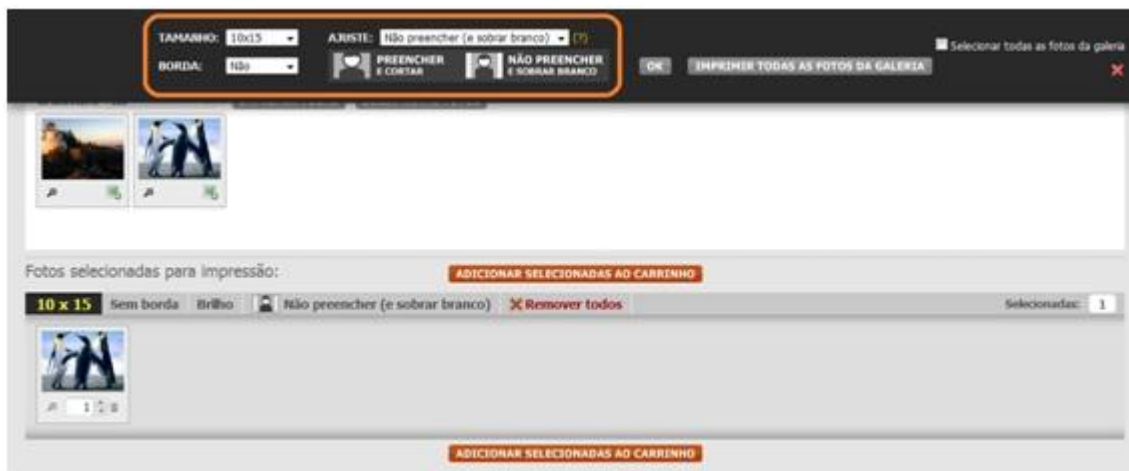 TAMANHO: 10x15 AJUSTE: Não preencher (e sobrar branco) [?]
Selecionar todas as fotos da galeria
BORDA: Não PREENCHER E CORTAR NÃO PREENCHER E SOBRAR BRANCO OK IMPRIMIR TODAS AS FOTOS DA GALERIA
Fotos selecionadas para impressão: ADICIONAR SELECIONADAS AO CARRINHO
10 x 15 Sem borda Brilho Não preencher (e sobrar branco) Remover todos Selecionadas: 1
1
ADICIONAR SELECIONADAS AO CARRINHO